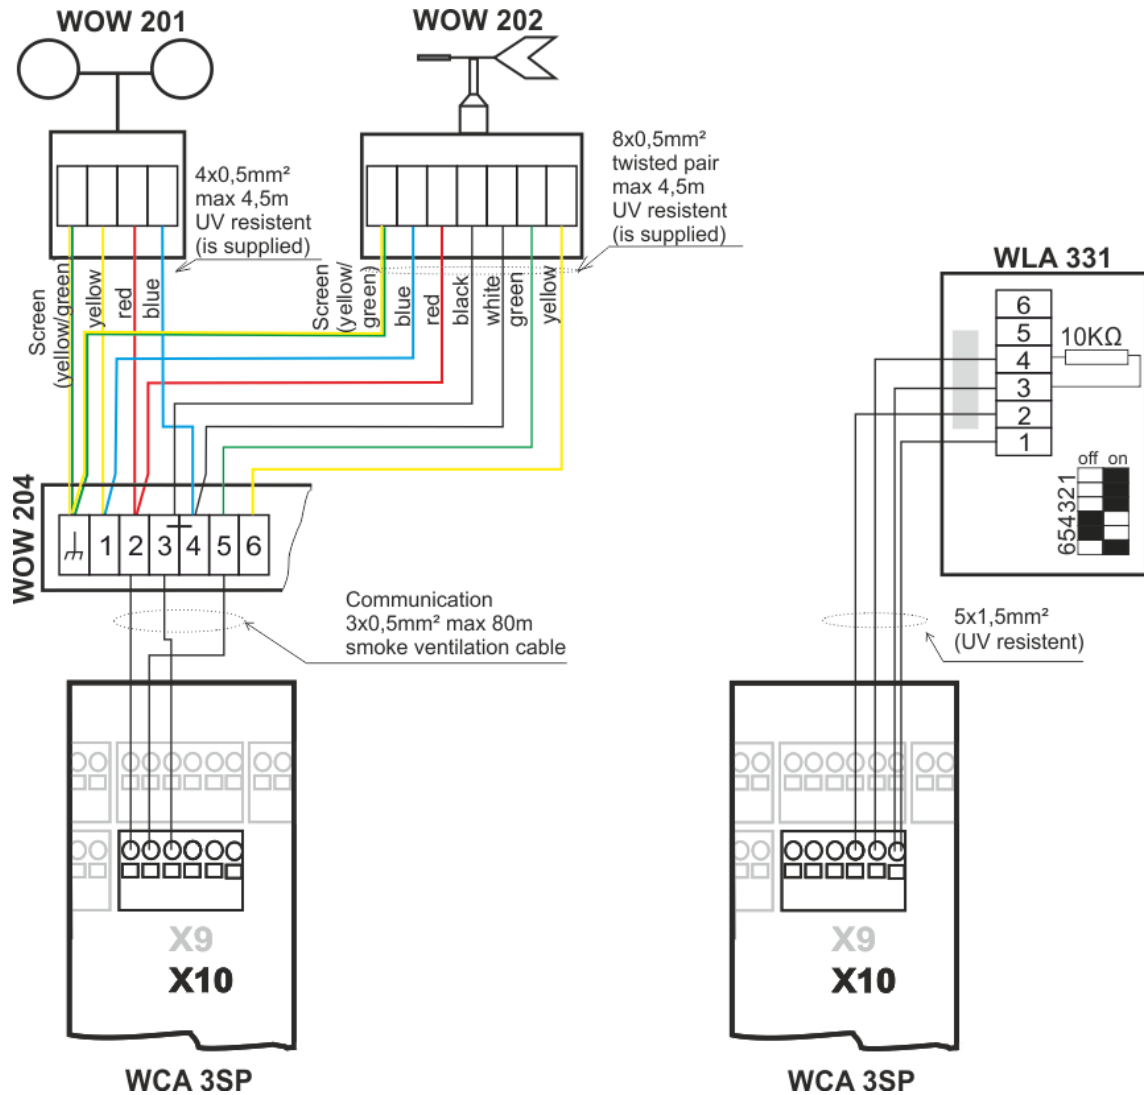 WOW 201
WOW 202
4x0,5mm²
max 4,5m
UV resistent
(is supplied)
8x0,5mm²
twisted pair
max 4,5m
UV resistent
(is supplied)
Screen
(yellow/green)
yellow
red
blue
Screen
(yellow/
green)
blue
red
black
white
green
yellow
WOW 204
1
2
3
4
5
6
Communication
3x0,5mm² max 80m
smoke ventilation cable
X9
X10
WCA 3SP
WLA 331
6
5
4
3
2
1
10KΩ
off on
654321
5x1,5mm²
(UV resistent)
X9
X10
WCA 3SP